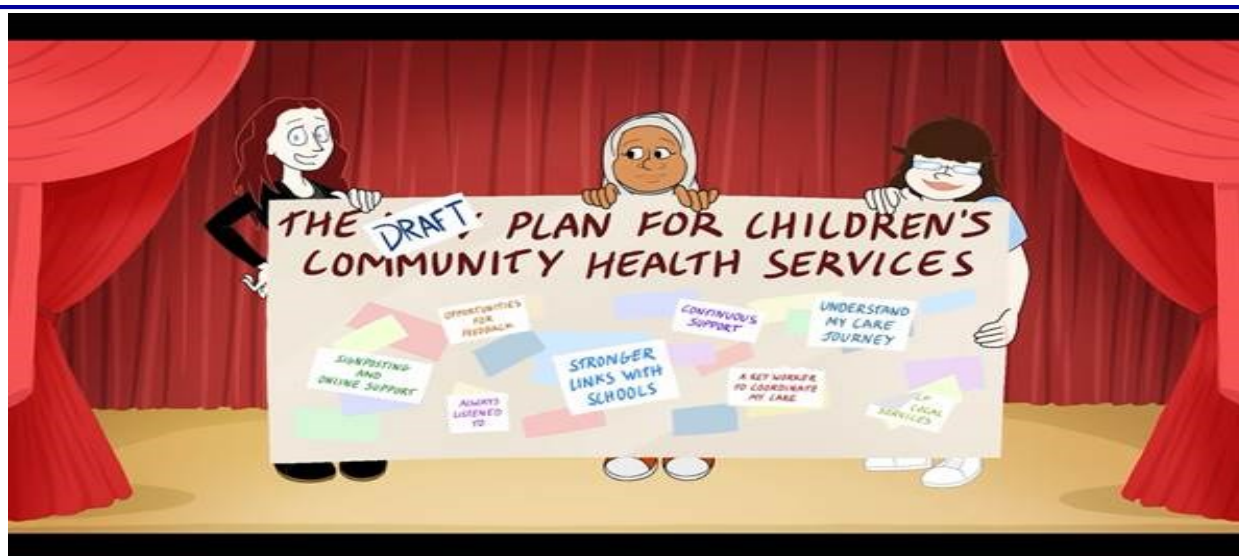 THE DRAFT PLAN FOR CHILDREN'S
COMMUNITY HEALTH SERVICES
OPPORTUNITIES
FOR
FEEDBACK
CONTINUOUS
SUPPORT
UNDERSTAND
MY CARE
JOURNEY
SIGNPOSTING
AND
ONLINE SUPPORT
STRONGER
LINKS WITH
SCHOOLS
A KEY WORKER
TO COORDINATE
MY CARE
ALWAYS
LISTENED
TO
LOCAL
SERVICES